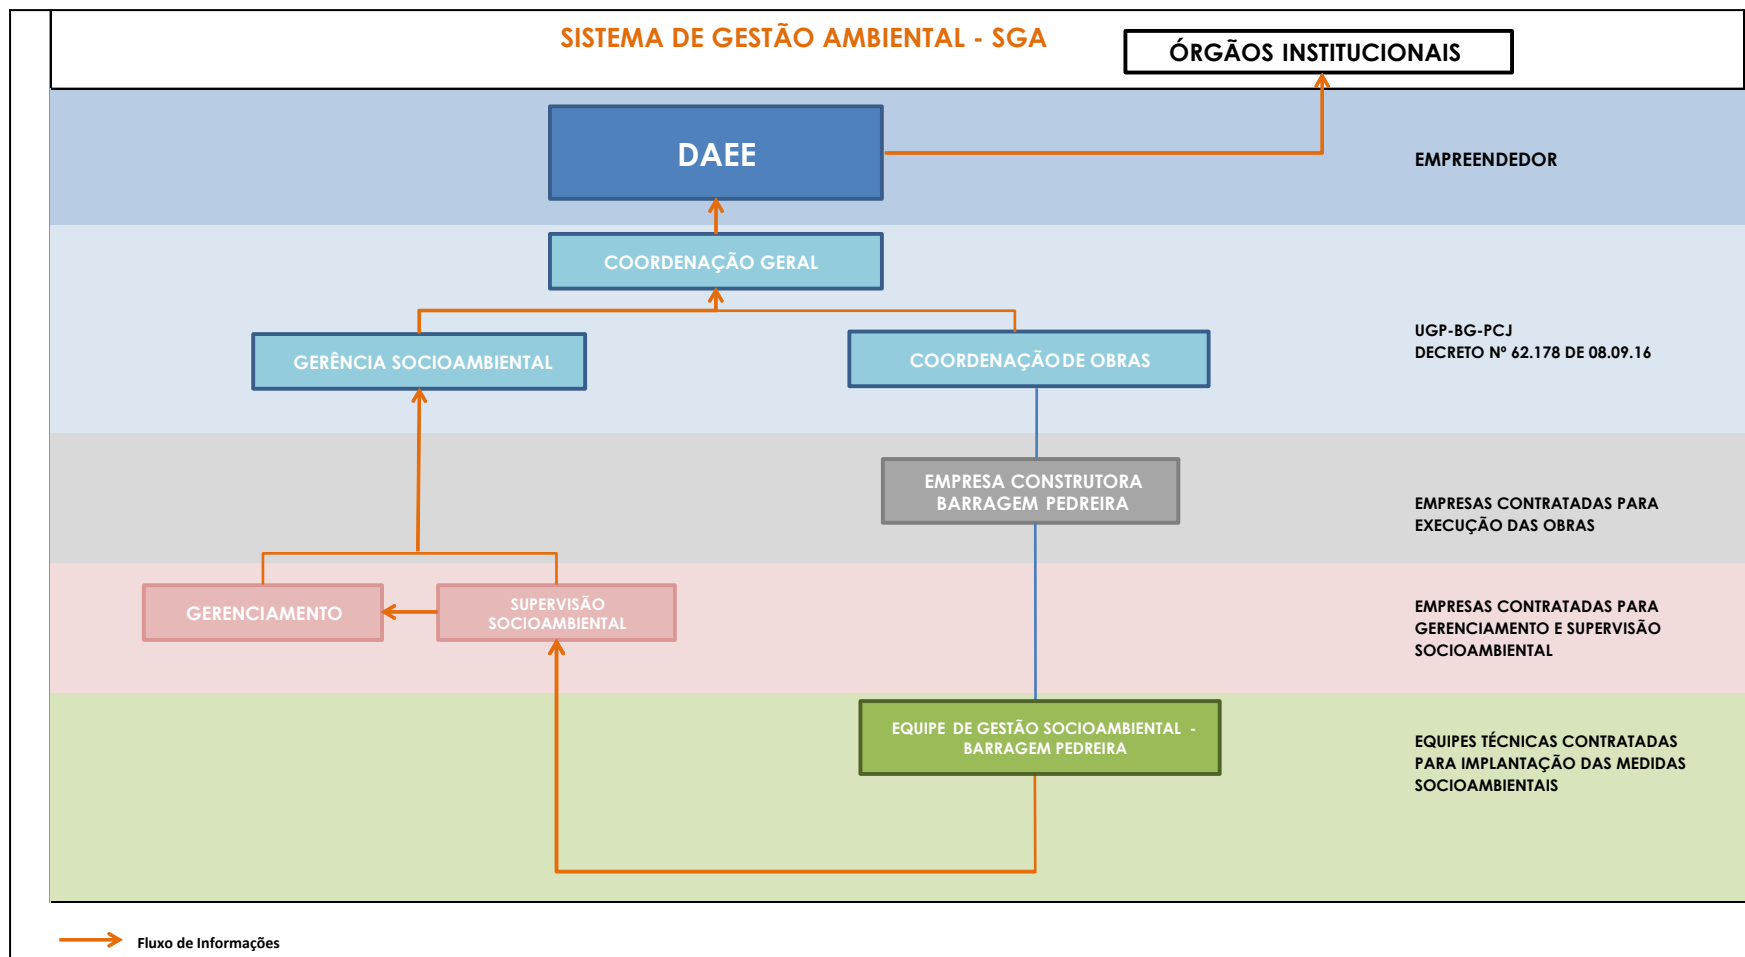 SISTEMA DE GESTÃO AMBIENTAL - SGA
ÓRGÃOS INSTITUCIONAIS
DAEE
EMPREENDEDOR
COORDENAÇÃO GERAL
GERÊNCIA SOCIOAMBIENTAL
COORDENAÇÃO DE OBRAS
UGP-BG-PCJ
DECRETO Nº 62.178 DE 08.09.16
EMPRESA CONSTRUTORA
BARRAGEM PEDREIRA
EMPRESAS CONTRATADAS PARA
EXECUÇÃO DAS OBRAS
GERENCIAMENTO
SUPERVISÃO
SOCIOAMBIENTAL
EMPRESAS CONTRATADAS PARA
GERENCIAMENTO E SUPERVISÃO
SOCIOAMBIENTAL
EQUIPE DE GESTÃO SOCIOAMBIENTAL -
BARRAGEM PEDREIRA
EQUIPES TÉCNICAS CONTRATADAS
PARA IMPLANTAÇÃO DAS MEDIDAS
SOCIOAMBIENTAIS
Fluxo de Informações